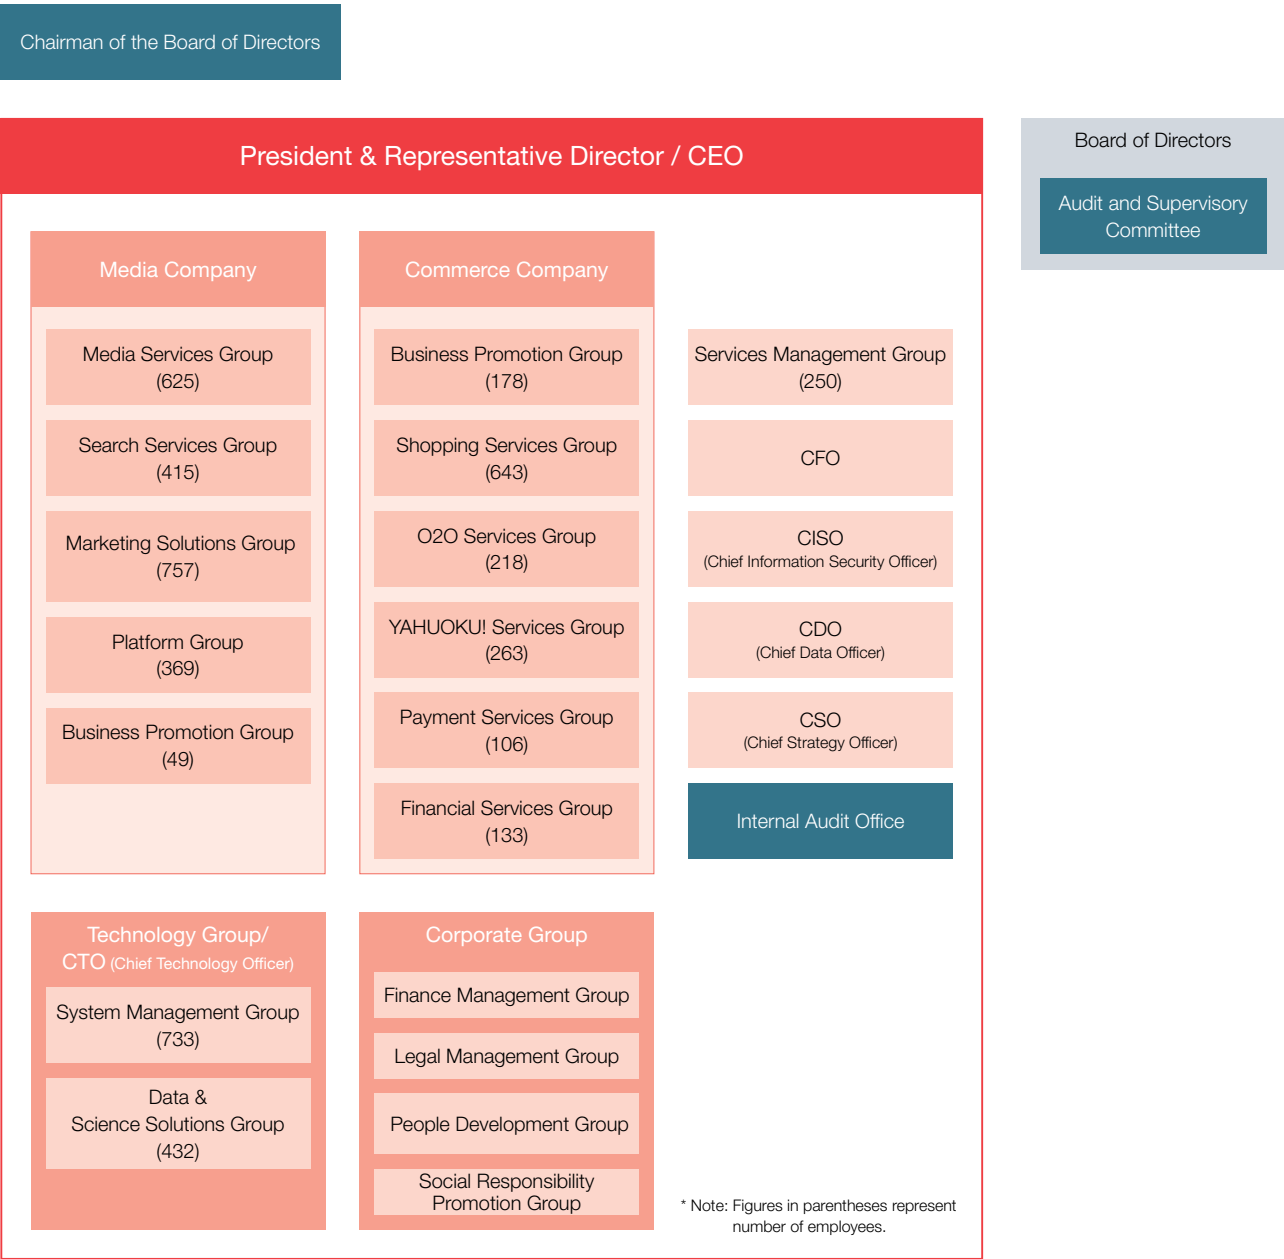 Chairman of the Board of Directors
President & Representative Director / CEO
Board of Directors
Audit and Supervisory
Committee
Media Company
Media Services Group
(625)
Search Services Group
(415)
Marketing Solutions Group
(757)
Platform Group
(369)
Business Promotion Group
(49)
Commerce Company
Business Promotion Group
(178)
Shopping Services Group
(643)
O2O Services Group
(218)
YAHUOKU! Services Group
(263)
Payment Services Group
(106)
Financial Services Group
(133)
Services Management Group
(250)
CFO
CISO
(Chief Information Security Officer)
CDO
(Chief Data Officer)
CSO
(Chief Strategy Officer)
Internal Audit Office
Technology Group/
CTO (Chief Technology Officer)
System Management Group
(733)
Data &
Science Solutions Group
(432)
Corporate Group
Finance Management Group
Legal Management Group
People Development Group
Social Responsibility
Promotion Group
* Note: Figures in parentheses represent
number of employees.